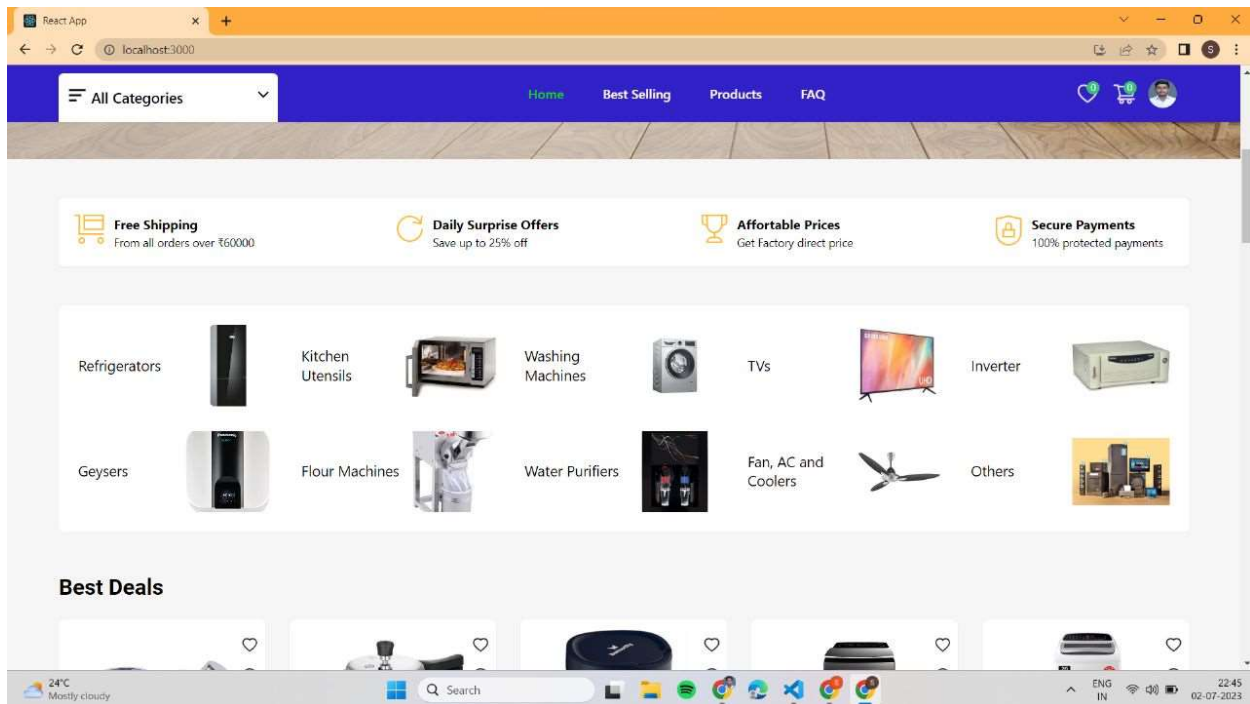 React App
localhost:3000
S
All Categories
Home Best Selling Products FAQ
0 0
Free Shipping
From all orders over ₹60000
Daily Surprise Offers
Save up to 25% off
Affortable Prices
Get Factory direct price
Secure Payments
100% protected payments
Refrigerators
Kitchen
Utensils
Washing
Machines
TVs
UHD
Inverter
Geysers
Flour Machines
Water Purifiers
Fan, AC and
Coolers
Others
Best Deals
24°C
Mostly cloudy
Search
ENG
IN
22:45
02-07-2023